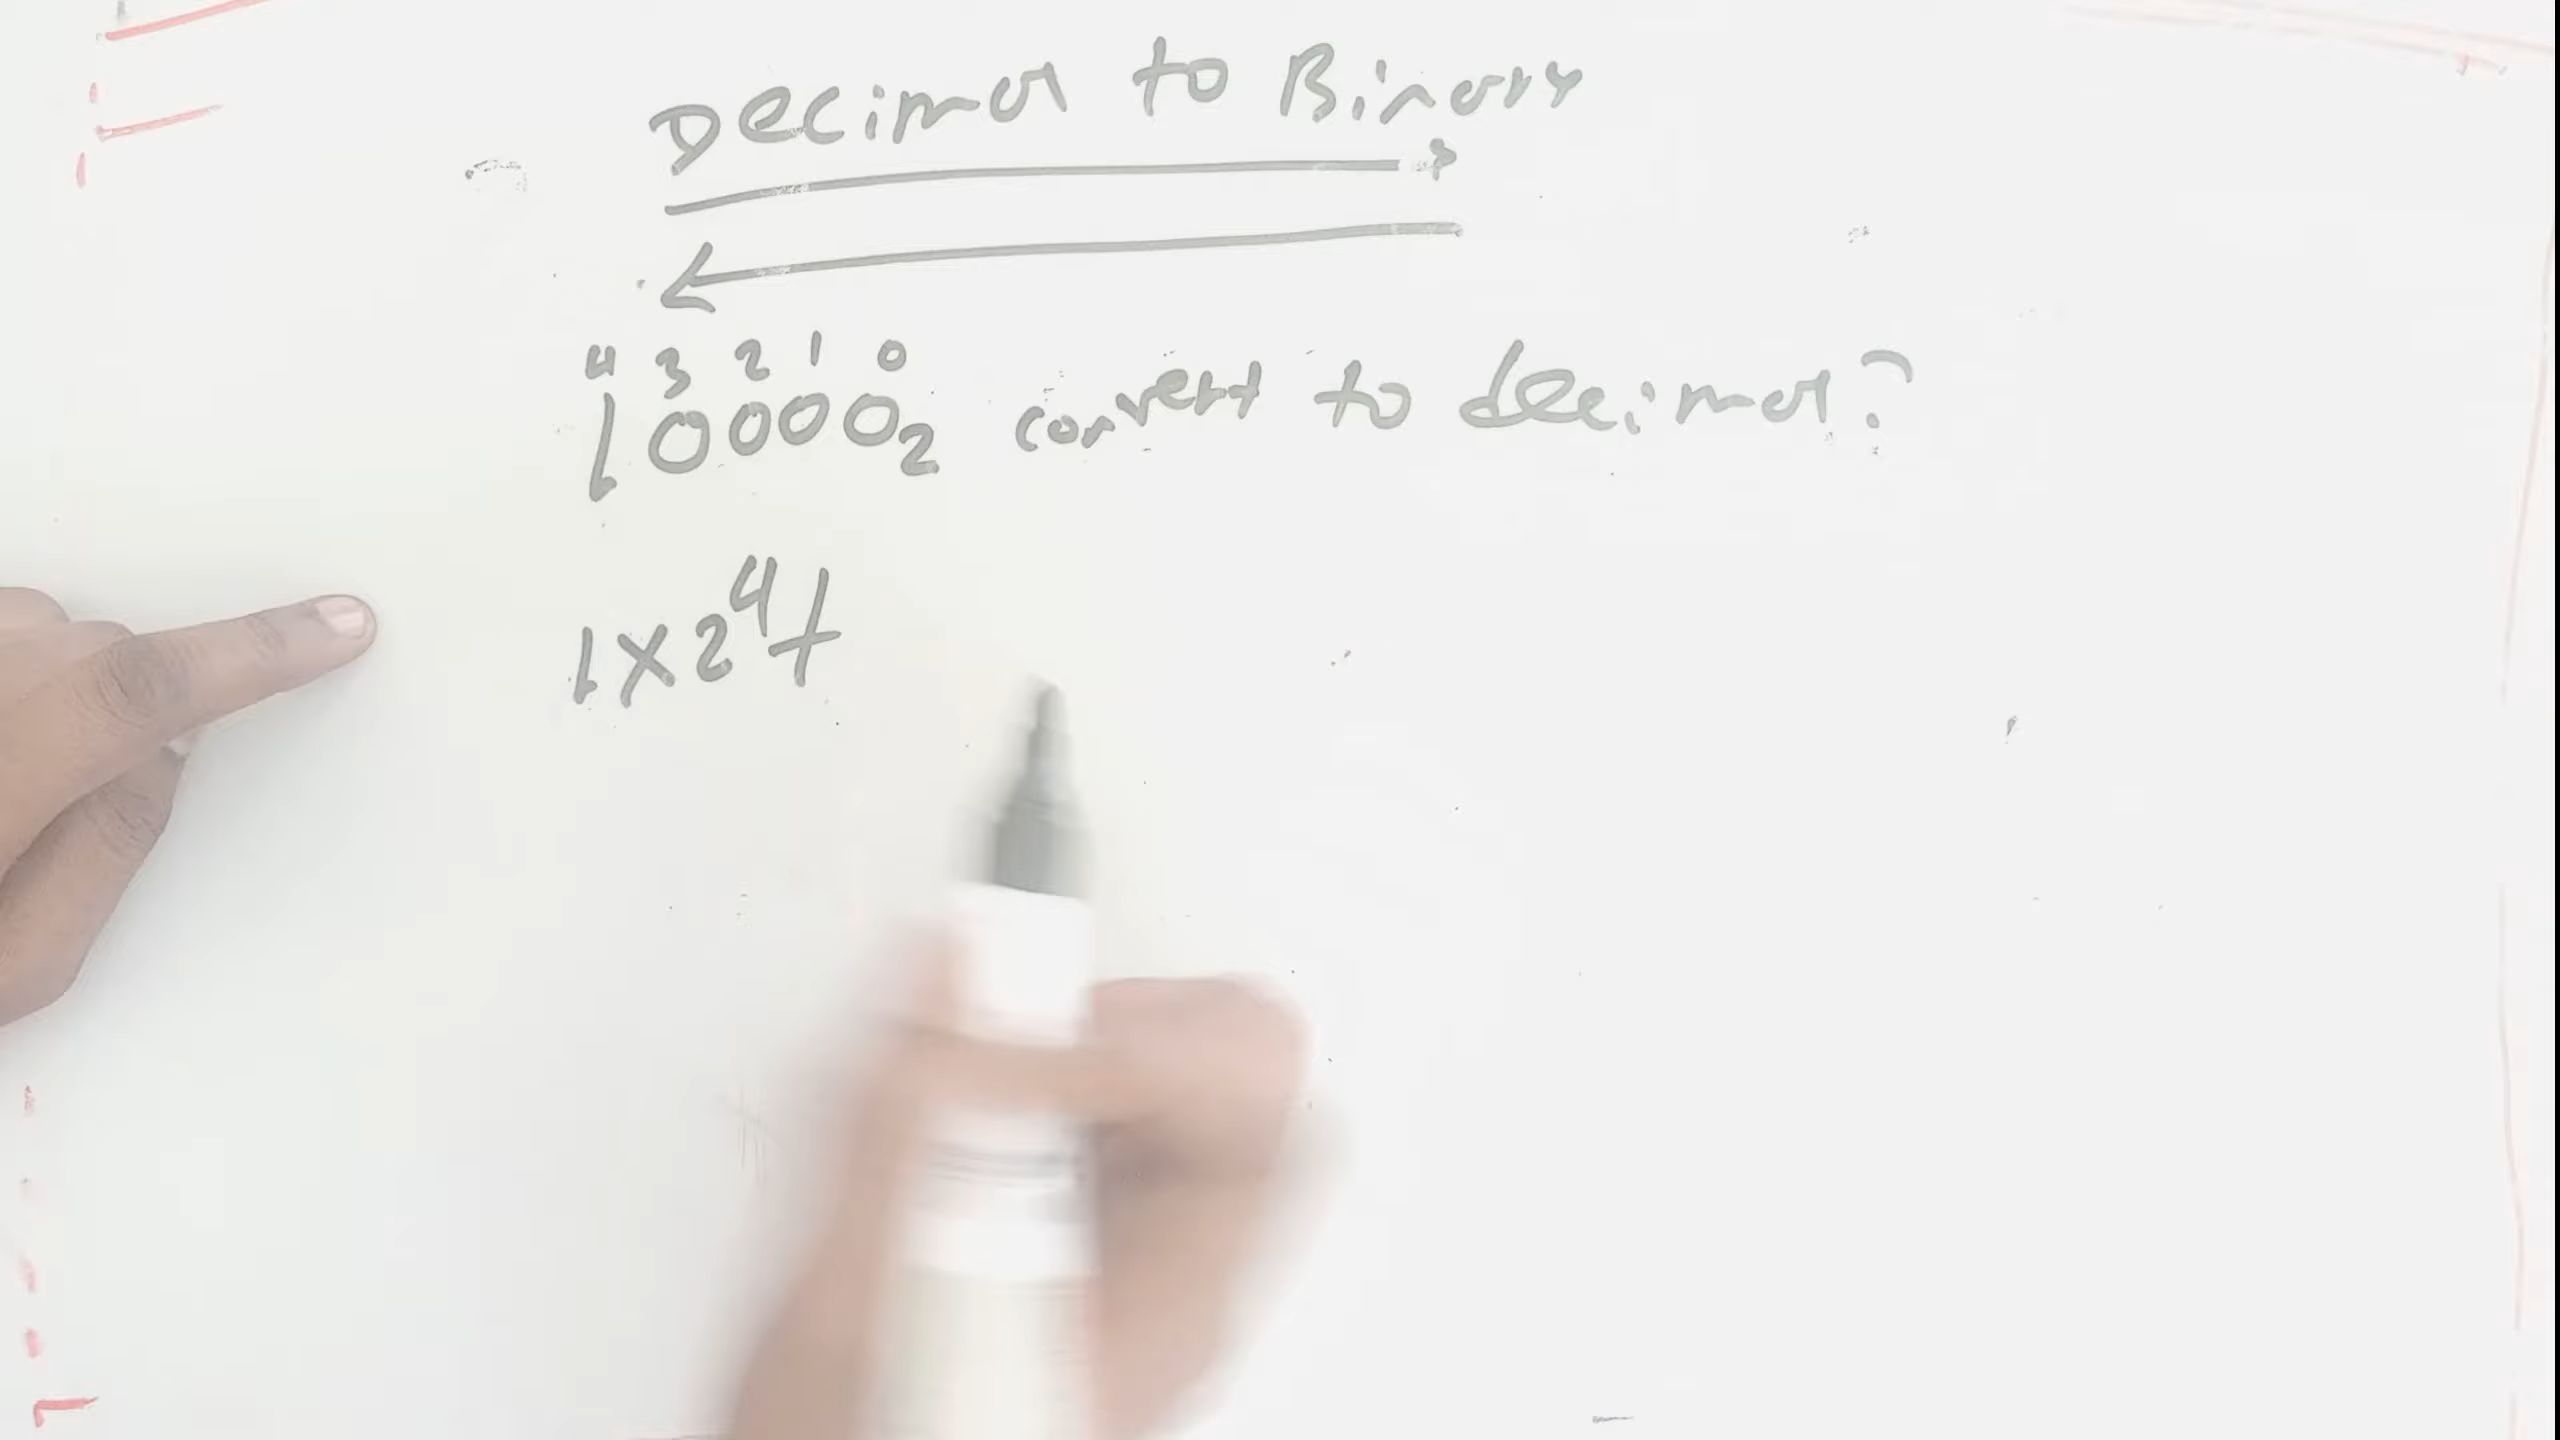 Decimal to Binary
4 3 2 1 0
10000₂ convert to decimal?
1×2⁴+